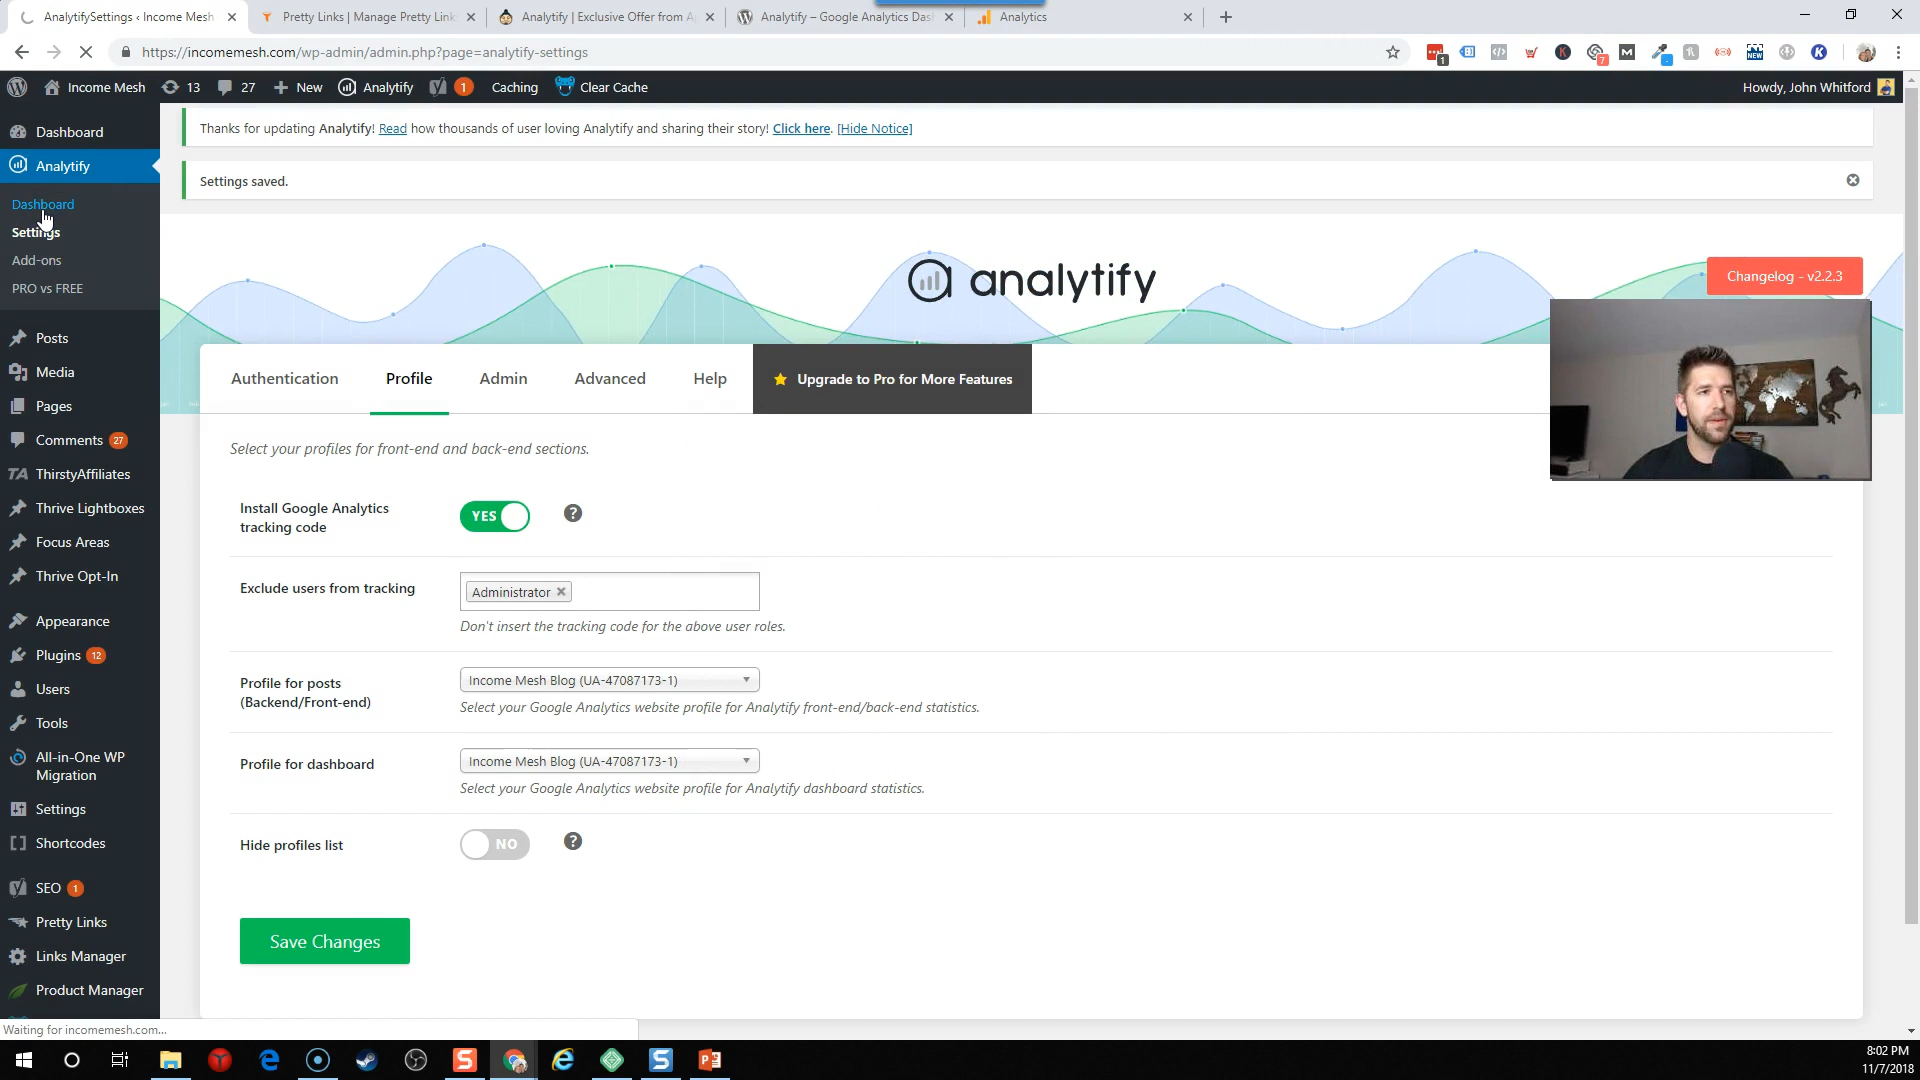 AnalytifySettings ‹ Income Mesh
Pretty Links | Manage Pretty Link
Analytify | Exclusive Offer from A
Analytify – Google Analytics Das
Analytics
https://incomemesh.com/wp-admin/admin.php?page=analytify-settings
Income Mesh
13
27
New
Analytify
1
Caching
Clear Cache
Howdy, John Whitford
Dashboard
Analytify
Dashboard
Settings
Add-ons
PRO vs FREE
Posts
Media
Pages
Comments 27
ThirstyAffiliates
Thrive Lightboxes
Focus Areas
Thrive Opt-In
Appearance
Plugins 12
Users
Tools
All-in-One WP
Migration
Settings
Shortcodes
SEO 1
Pretty Links
Links Manager
Product Manager
Thanks for updating Analytify! Read how thousands of user loving Analytify and sharing their story! Click here. [Hide Notice]
Settings saved.
analytify
Changelog - v2.2.3
Authentication
Profile
Admin
Advanced
Help
Upgrade to Pro for More Features
Select your profiles for front-end and back-end sections.
Install Google Analytics
tracking code
YES
?
Exclude users from tracking
Administrator
Don't insert the tracking code for the above user roles.
Profile for posts
(Backend/Front-end)
Income Mesh Blog (UA-47087173-1)
Select your Google Analytics website profile for Analytify front-end/back-end statistics.
Profile for dashboard
Income Mesh Blog (UA-47087173-1)
Select your Google Analytics website profile for Analytify dashboard statistics.
Hide profiles list
NO
?
Save Changes
Waiting for incomemesh.com...
8:02 PM
11/7/2018